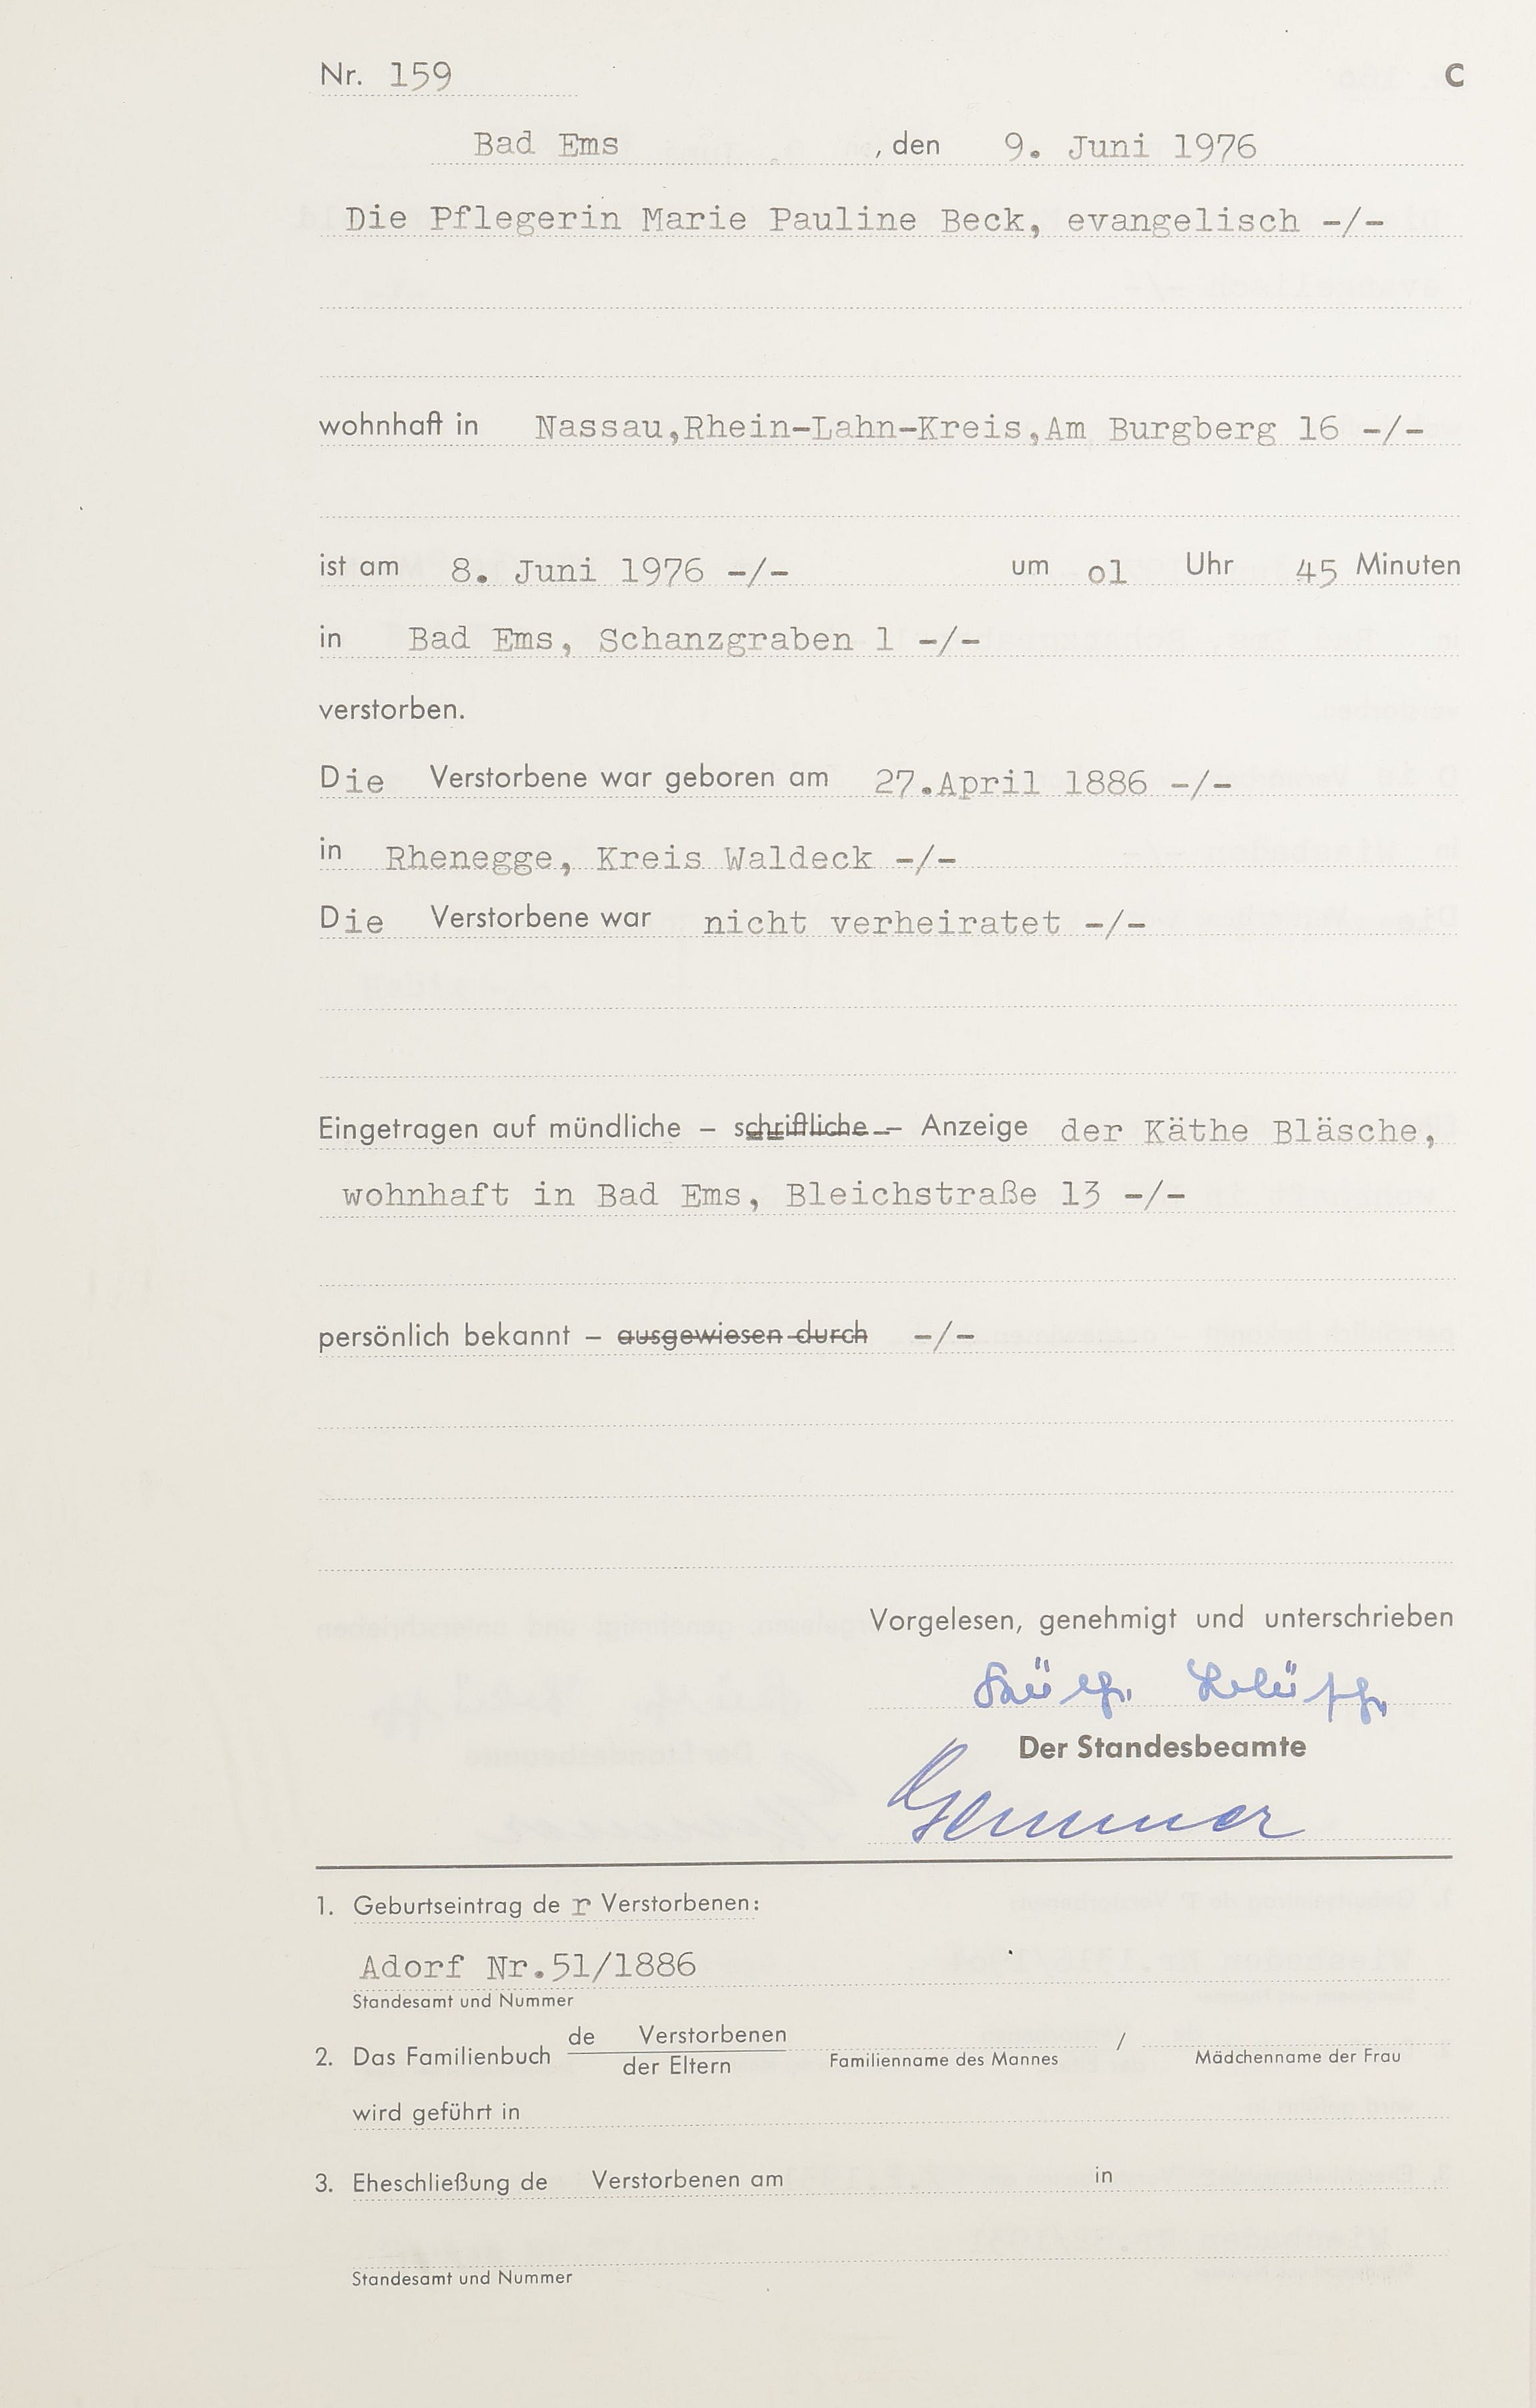 Nr. 159 C
Bad Ems , den 9. Juni 1976
Die Pflegerin Marie Pauline Beck, evangelisch -/-
wohnhaft in Nassau,Rhein-Lahn-Kreis,Am Burgberg 16 -/-
ist am 8. Juni 1976 -/- um o1 Uhr 45 Minuten
in Bad Ems, Schanzgraben 1 -/-
verstorben.
Die Verstorbene war geboren am 27.April 1886 -/-
in Rhenegge, Kreis Waldeck -/-
Die Verstorbene war nicht verheiratet -/-
Eingetragen auf mündliche – schriftliche – Anzeige der Käthe Bläsche,
wohnhaft in Bad Ems, Bleichstraße 13 -/-
persönlich bekannt – ausgewiesen durch -/-
Vorgelesen, genehmigt und unterschrieben
Käthe Bläsche
Der Standesbeamte
Gemmer
1. Geburtseintrag de r Verstorbenen:
Adorf Nr.51/1886
Standesamt und Nummer
2. Das Familienbuch de Verstorbenen / der Eltern Familienname des Mannes / Mädchenname der Frau
wird geführt in
3. Eheschließung de Verstorbenen am in
Standesamt und Nummer